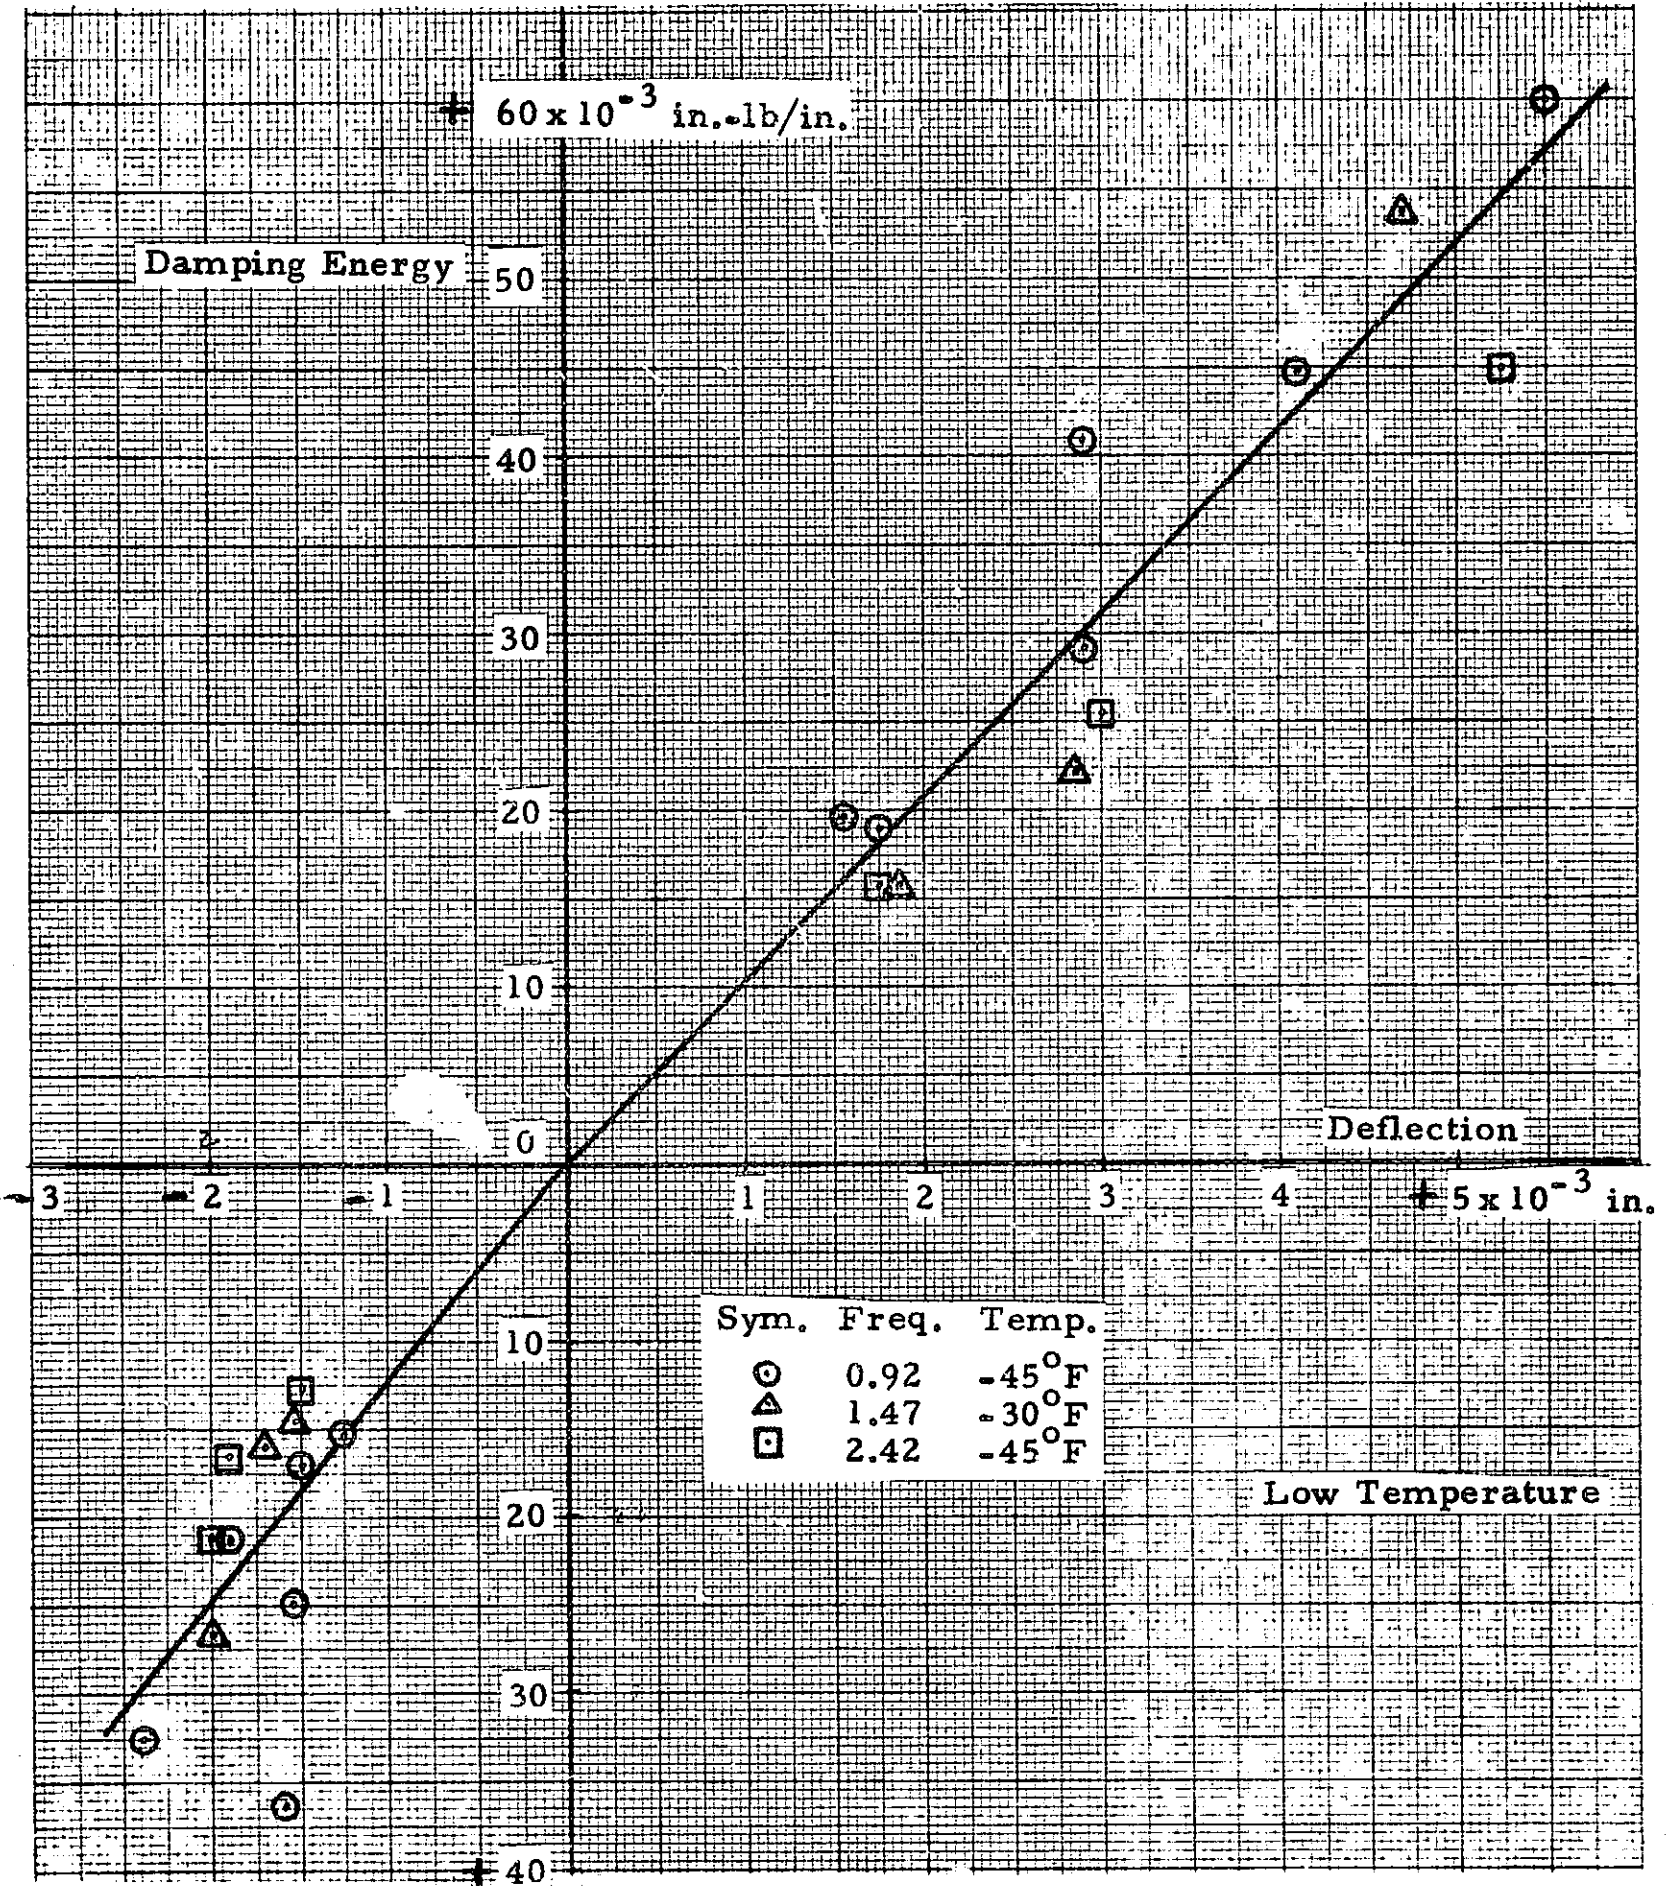 + 60 x 10⁻³ in.-lb/in.
Damping Energy
50
40
30
20
10
0
Deflection
-3 -2 -1 1 2 3 4 +5 x 10⁻³ in.
10
20
30
+ 40
Sym. Freq. Temp.
⊙ 0.92 -45°F
△ 1.47 -30°F
⊡ 2.42 -45°F
Low Temperature